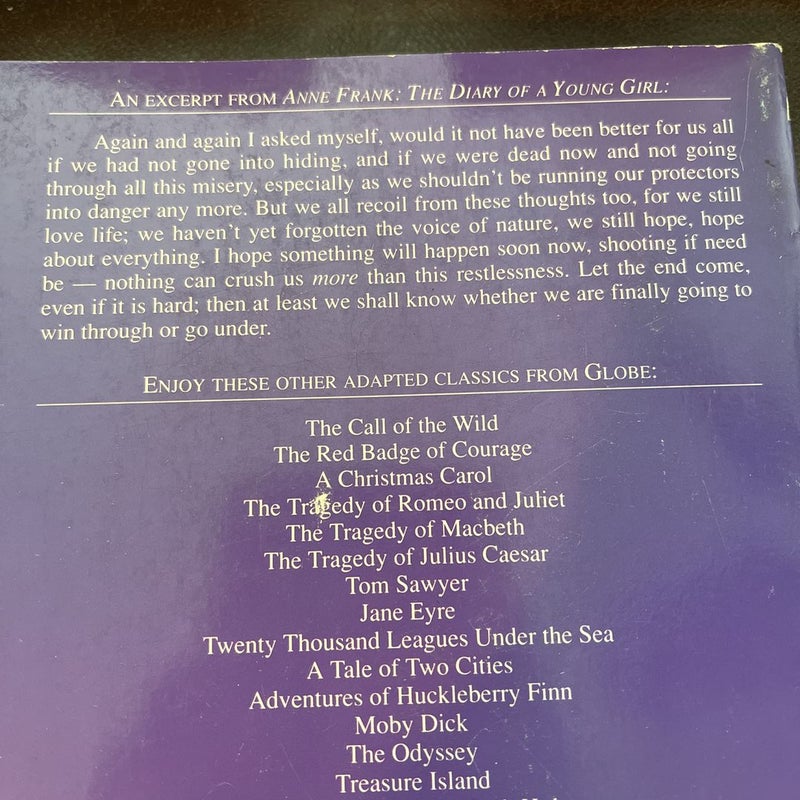 AN EXCERPT FROM ANNE FRANK: THE DIARY OF A YOUNG GIRL:
Again and again I asked myself, would it not have been better for us all
if we had not gone into hiding, and if we were dead now and not going
through all this misery, especially as we shouldn't be running our protectors
into danger any more. But we all recoil from these thoughts too, for we still
love life; we haven't yet forgotten the voice of nature, we still hope, hope
about everything. I hope something will happen soon now, shooting if need
be — nothing can crush us more than this restlessness. Let the end come,
even if it is hard; then at least we shall know whether we are finally going to
win through or go under.
ENJOY THESE OTHER ADAPTED CLASSICS FROM GLOBE:
The Call of the Wild
The Red Badge of Courage
A Christmas Carol
The Tragedy of Romeo and Juliet
The Tragedy of Macbeth
The Tragedy of Julius Caesar
Tom Sawyer
Jane Eyre
Twenty Thousand Leagues Under the Sea
A Tale of Two Cities
Adventures of Huckleberry Finn
Moby Dick
The Odyssey
Treasure Island